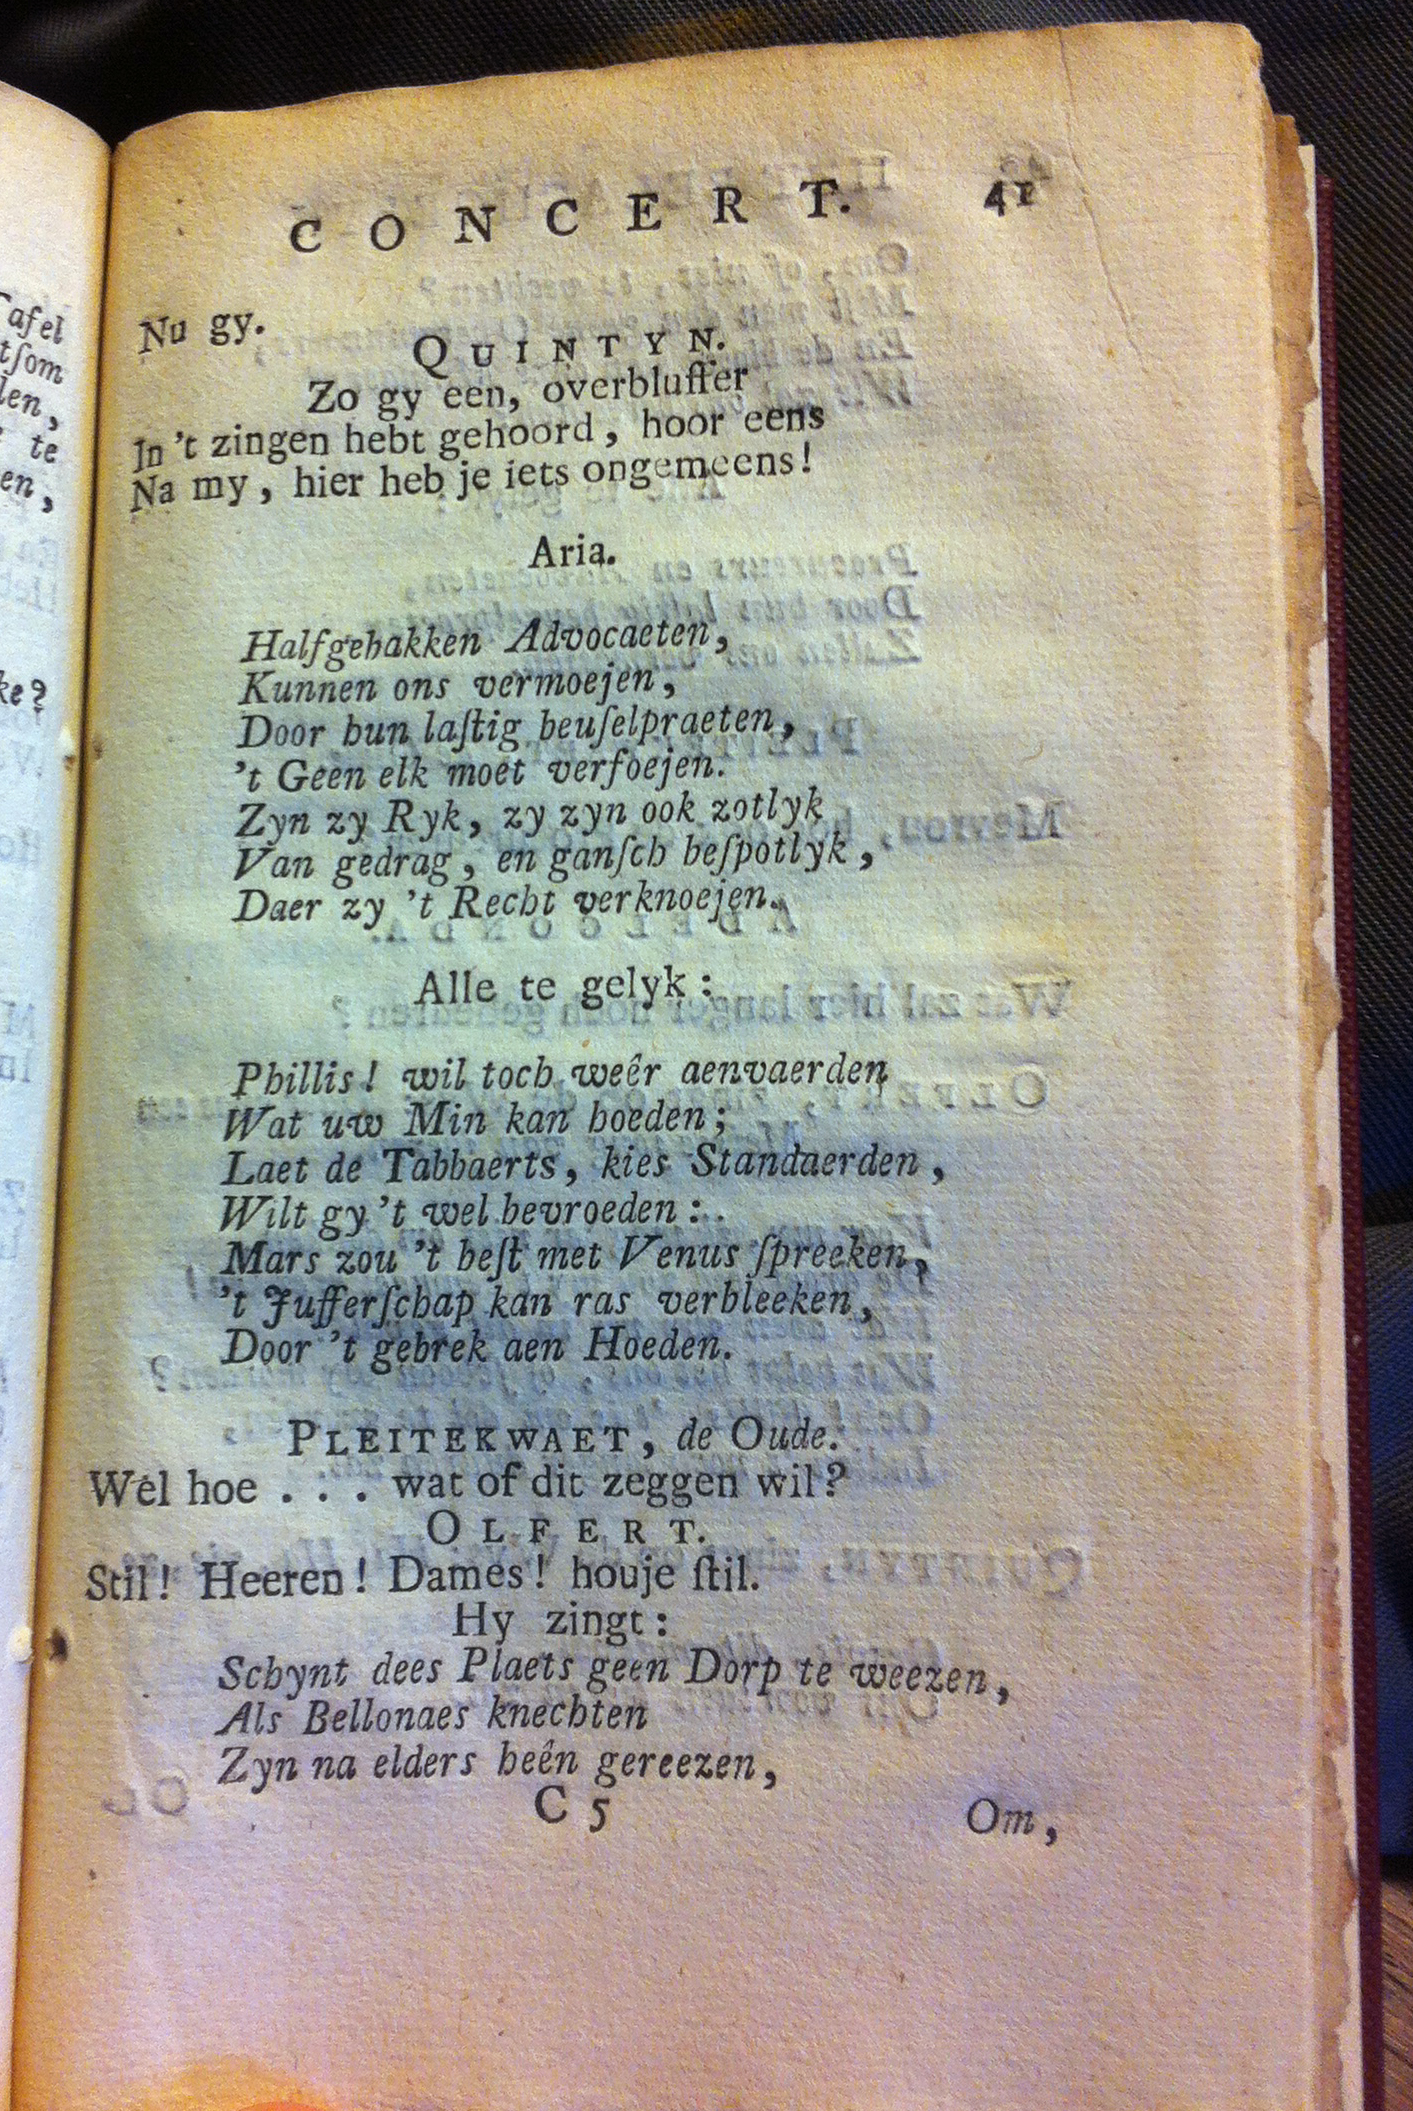 CONCERT. 41
Nu gy.
QUINTYN.
Zo gy een, overbluffer
In 't zingen hebt gehoord, hoor eens
Na my, hier heb je iets ongemeens!
Aria.
Halfgebakken Advocaeten,
Kunnen ons vermoejen,
Door hun laſtig beuſelpraeten,
't Geen elk moet verfoejen.
Zyn zy Ryk, zy zyn ook zotlyk
Van gedrag, en ganſch beſpotlyk,
Daer zy 't Recht verknoejen.
Alle te gelyk:
Phillis! wil toch weêr aenvaerden
Wat uw Min kan hoeden;
Laet de Tabbaerts, kies Standaerden,
Wilt gy 't wel bevroeden:
Mars zou 't beſt met Venus ſpreeken,
't Jufferſchap kan ras verbleeken,
Door 't gebrek aen Hoeden.
PLEITEKWAET, de Oude.
Wel hoe . . . wat of dit zeggen wil?
OLFERT.
Stil! Heeren! Dames! houje ſtil.
Hy zingt:
Schynt dees Plaets geen Dorp te weezen,
Als Bellonaes knechten
Zyn na elders heên gereezen,
C 5 Om,